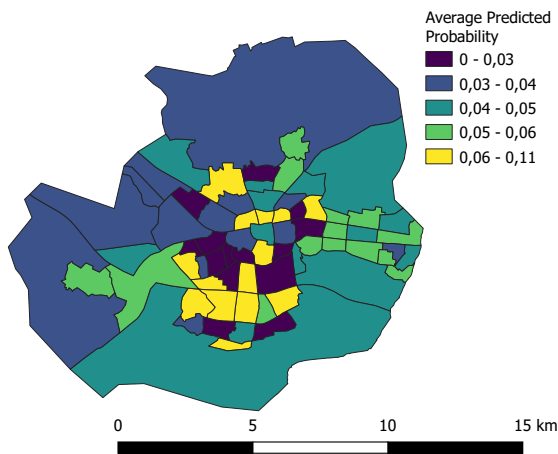 Average Predicted
Probability
0 - 0,03
0,03 - 0,04
0,04 - 0,05
0,05 - 0,06
0,06 - 0,11
0 5 10 15 km